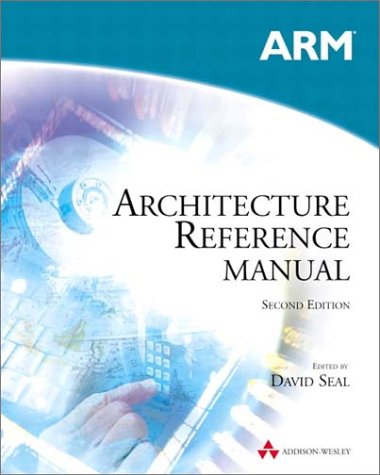 ARM
ARCHITECTURE
REFERENCE
MANUAL
SECOND EDITION
EDITED BY
DAVID SEAL
ADDISON-WESLEY